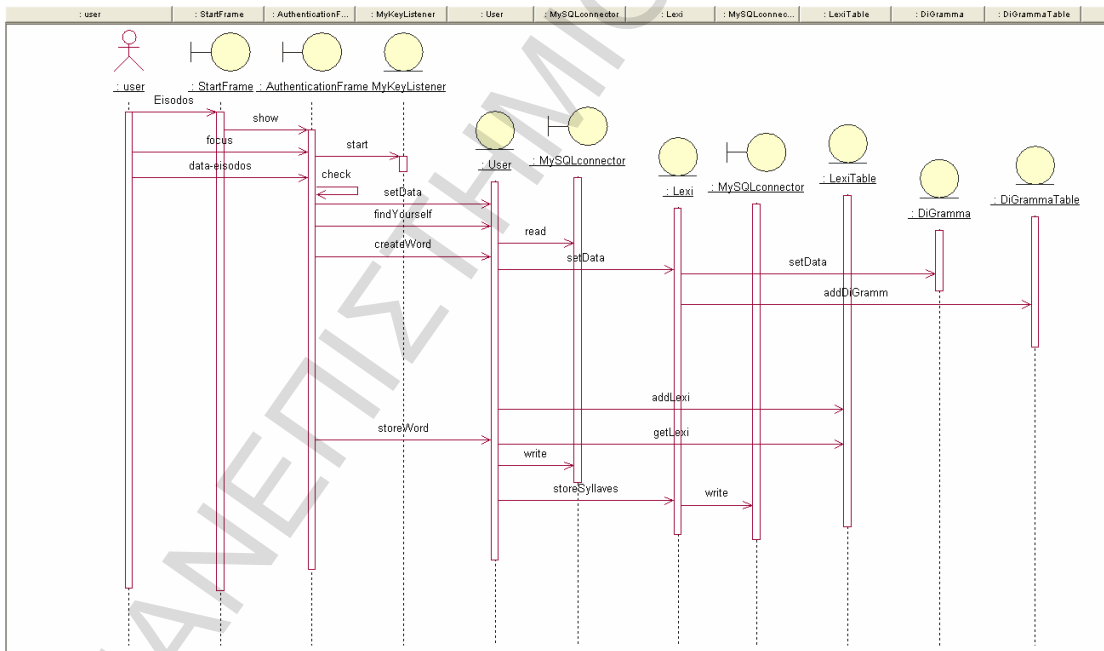 : user : StartFrame : AuthenticationF... : MyKeyListener : User : MySQLconnector : Lexi : MySQLconnec... : LexiTable : DiGramma : DiGrammaTable
: user
: StartFrame
: AuthenticationFrame
MyKeyListener
: User
: MySQLconnector
: Lexi
: MySQLconnector
: LexiTable
: DiGramma
: DiGrammaTable
Eisodos
show
focus
start
data-eisodos
check
setData
findYourself
read
createWord
setData
setData
addDiGramm
addLexi
storeWord
getLexi
write
storeSyllaves
write
ΠΑΝΕΠΙΣΤΗΜΙΟ